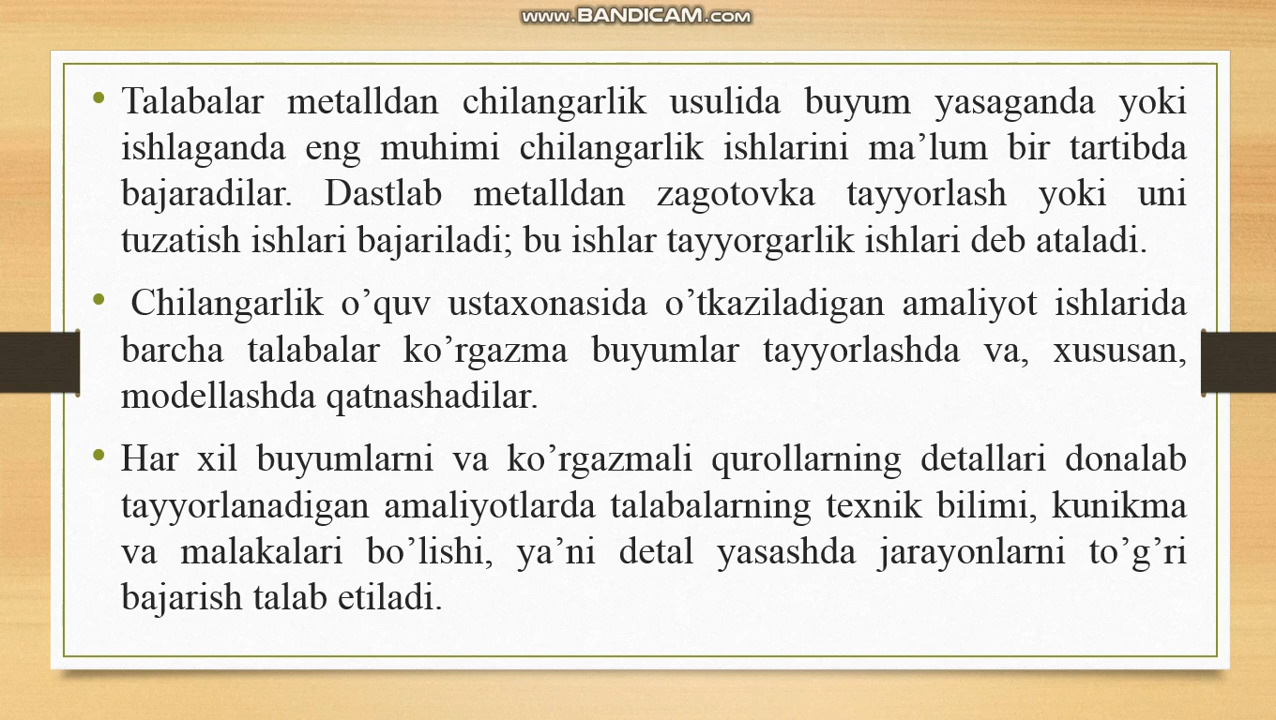 www.BANDICAM.com
• Talabalar metalldan chilangarlik usulida buyum yasaganda yoki
ishlaganda eng muhimi chilangarlik ishlarini ma’lum bir tartibda
bajaradilar. Dastlab metalldan zagotovka tayyorlash yoki uni
tuzatish ishlari bajariladi; bu ishlar tayyorgarlik ishlari deb ataladi.
• Chilangarlik o’quv ustaxonasida o’tkaziladigan amaliyot ishlarida
barcha talabalar ko’rgazma buyumlar tayyorlashda va, xususan,
modellashda qatnashadilar.
• Har xil buyumlarni va ko’rgazmali qurollarning detallari donalab
tayyorlanadigan amaliyotlarda talabalarning texnik bilimi, kunikma
va malakalari bo’lishi, ya’ni detal yasashda jarayonlarni to’g’ri
bajarish talab etiladi.